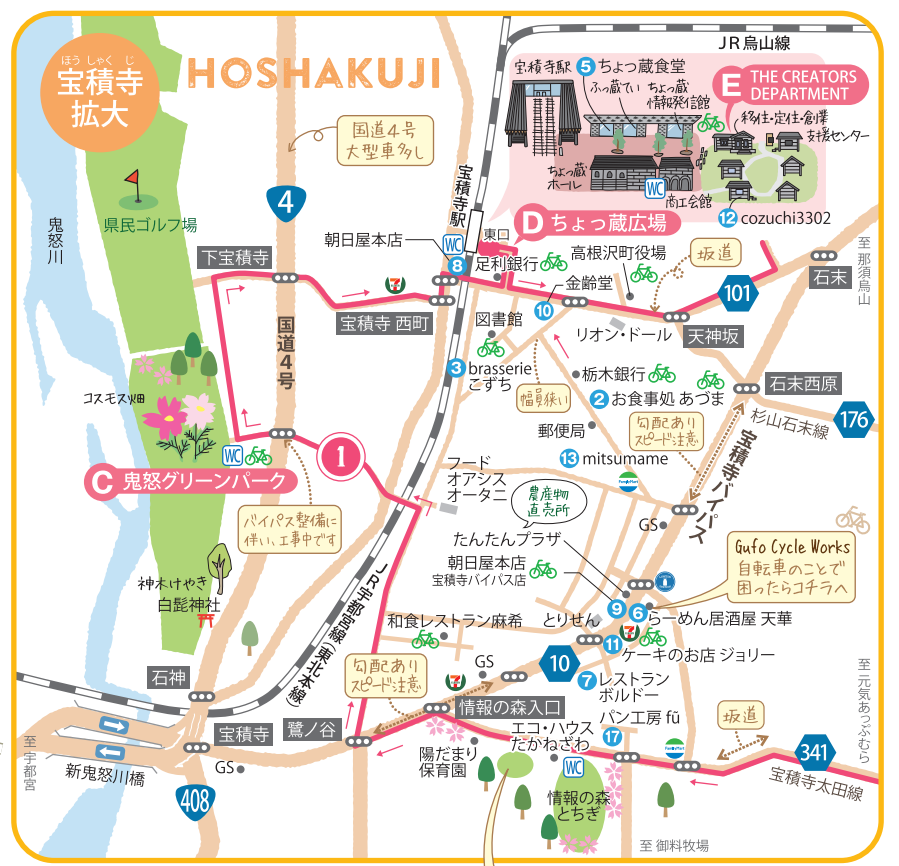 ほう しゃく じ
宝積寺
拡大
HOSHAKUJI
JR烏山線
国道4号
大型車多し
4
鬼怒川
県民ゴルフ場
宝積寺駅
宝積寺駅
5 ちょっ蔵食堂
ふっ蔵てい
ちょっ蔵
情報発信館
E THE CREATORS
DEPARTMENT
移住・定住・創業
支援センター
ちょっ蔵
ホール
WC
商工会館
12 cozuchi3302
D ちょっ蔵広場
東口
朝日屋本店
WC
8
足利銀行
高根沢町役場
坂道
至 那須烏山
石末
下宝積寺
宝積寺 西町
10 金齢堂
101
天神坂
リオン・ドール
国道4号
図書館
3 brasserie
こずち
幅員狭い
栃木銀行
2 お食事処 あづま
石末西原
杉山石末線
176
コスモス畑
郵便局
勾配あり
スピード注意
宝積寺バイパス
13 mitsumame
FamilyMart
WC
C 鬼怒グリーンパーク
1
フード
オアシス
オータニ
農産物
直売所
GS
バイパス整備に
伴い、工事中です
たんたんプラザ
朝日屋本店
宝積寺バイパス店
Gufo Cycle Works
自転車のことで
困ったらコチラへ
神木けやき
白髭神社
JR宇都宮線(東北本線)
和食レストラン麻希
とりせん
9
6 らーめん居酒屋 天華
11 ケーキのお店 ジョリー
石神
勾配あり
スピード注意
GS
10
7 レストラン
ボルドー
情報の森入口
パン工房 fū
17
坂道
至 元気あっぷむら
至 宇都宮
新鬼怒川橋
宝積寺
GS
408
鷺ノ谷
陽だまり
保育園
エコ・ハウス
たかねざわ
WC
情報の森
とちぎ
FamilyMart
341
宝積寺太田線
至 御料牧場